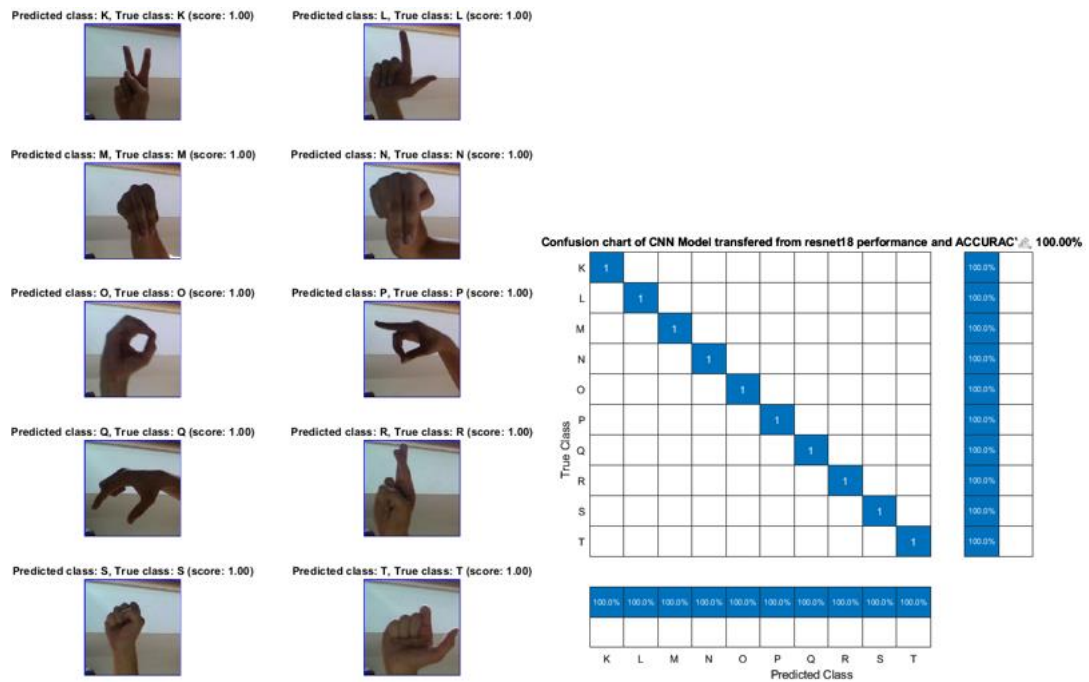 Predicted class: K, True class: K (score: 1.00)
Predicted class: L, True class: L (score: 1.00)
Predicted class: M, True class: M (score: 1.00)
Predicted class: N, True class: N (score: 1.00)
Predicted class: O, True class: O (score: 1.00)
Predicted class: P, True class: P (score: 1.00)
Predicted class: Q, True class: Q (score: 1.00)
Predicted class: R, True class: R (score: 1.00)
Predicted class: S, True class: S (score: 1.00)
Predicted class: T, True class: T (score: 1.00)
Confusion chart of CNN Model transfered from resnet18 performance and ACCURAC 100.00%
True Class
K 1 100.0%
L 1 100.0%
M 1 100.0%
N 1 100.0%
O 1 100.0%
P 1 100.0%
Q 1 100.0%
R 1 100.0%
S 1 100.0%
T 1 100.0%
100.0% 100.0% 100.0% 100.0% 100.0% 100.0% 100.0% 100.0% 100.0% 100.0%
K L M N O P Q R S T
Predicted Class